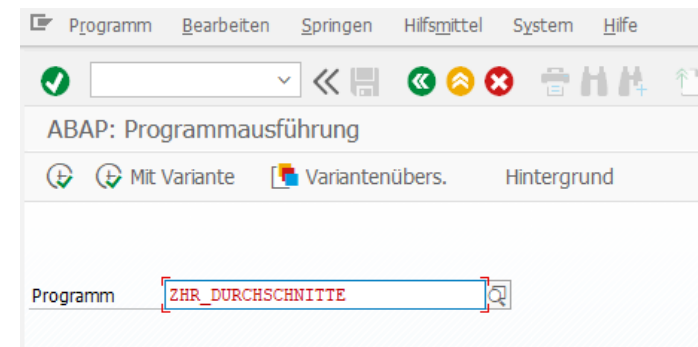 Programm Bearbeiten Springen Hilfsmittel System Hilfe
ABAP: Programmausführung
Mit Variante Variantenübers. Hintergrund
Programm ZHR_DURCHSCHNITTE